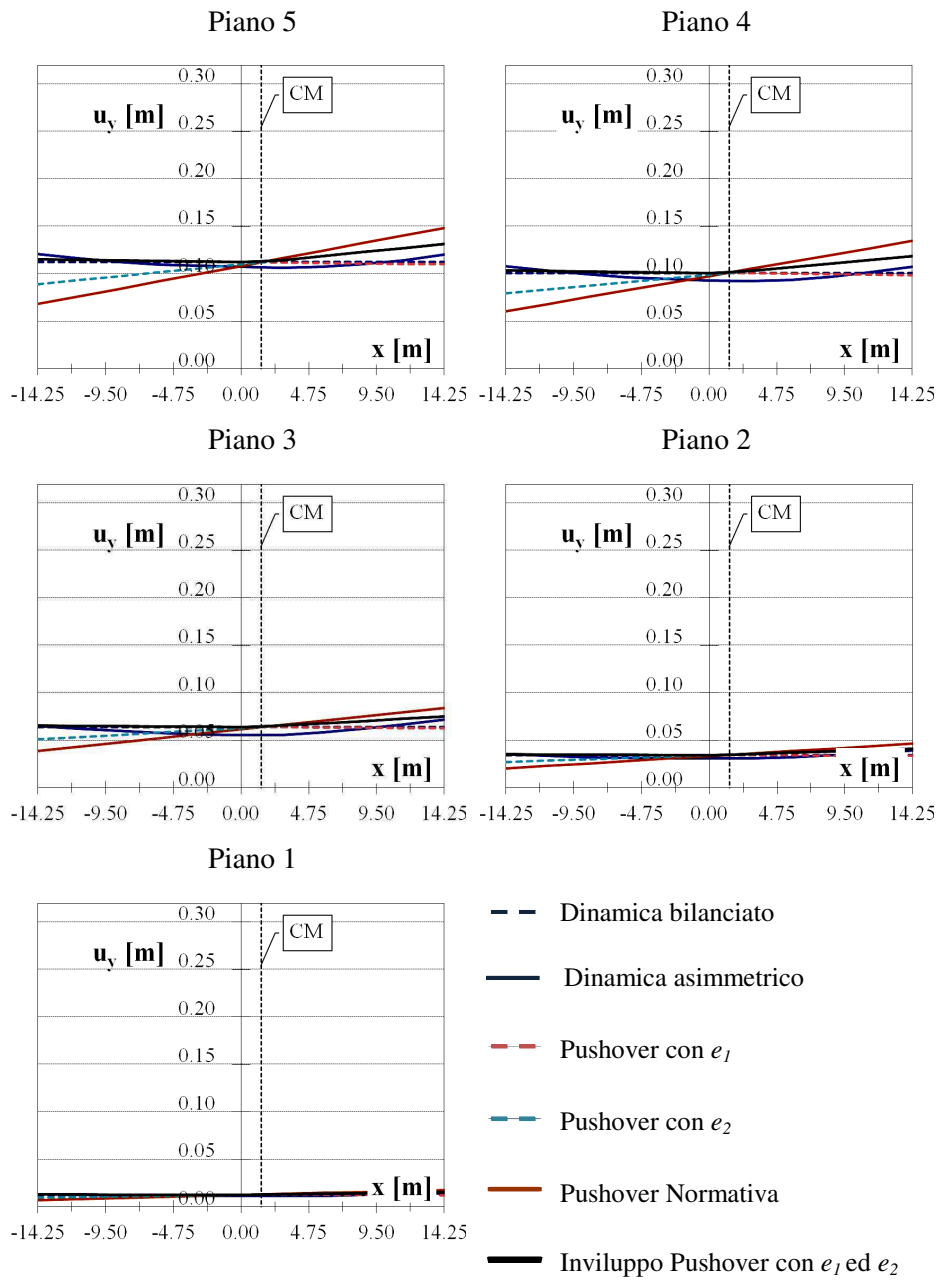 Piano 5
0.30
CM
u_y [m]
0.25
0.20
0.15
0.10
0.05
x [m]
0.00
-14.25 -9.50 -4.75 0.00 4.75 9.50 14.25
Piano 4
0.30
CM
u_y [m]
0.25
0.20
0.15
0.10
0.05
x [m]
0.00
-14.25 -9.50 -4.75 0.00 4.75 9.50 14.25
Piano 3
0.30
CM
u_y [m]
0.25
0.20
0.15
0.10
0.05
x [m]
0.00
-14.25 -9.50 -4.75 0.00 4.75 9.50 14.25
Piano 2
0.30
CM
u_y [m]
0.25
0.20
0.15
0.10
0.05
x [m]
0.00
-14.25 -9.50 -4.75 0.00 4.75 9.50 14.25
Piano 1
0.30
CM
u_y [m]
0.25
0.20
0.15
0.10
0.05
x [m]
0.00
-14.25 -9.50 -4.75 0.00 4.75 9.50 14.25
Dinamica bilanciato
Dinamica asimmetrico
Pushover con e_1
Pushover con e_2
Pushover Normativa
Inviluppo Pushover con e_1 ed e_2